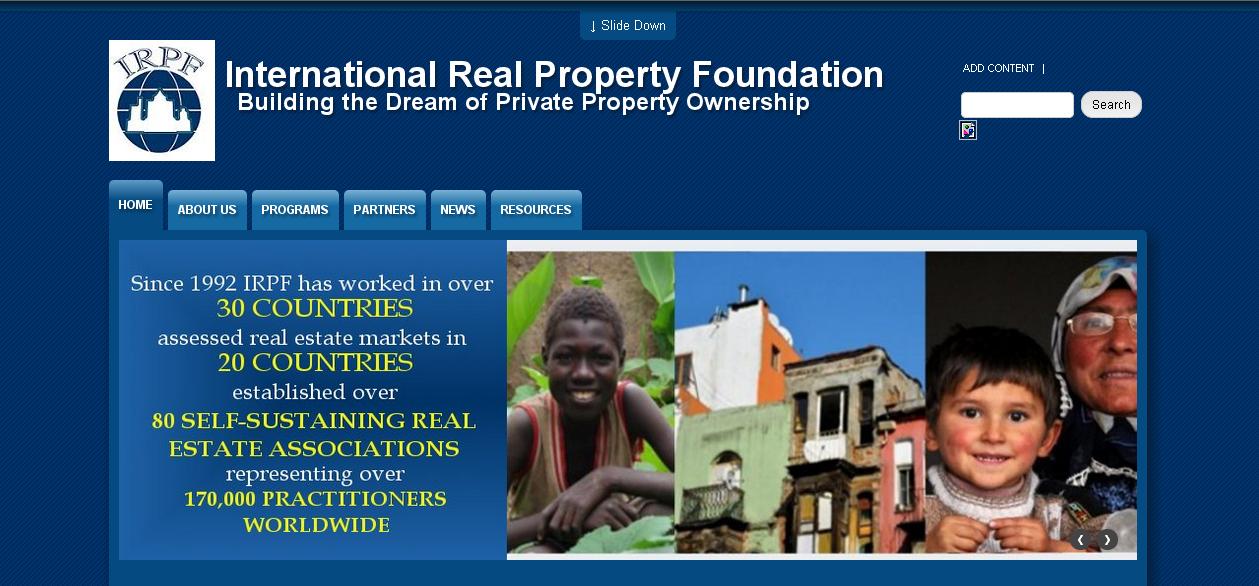 ↓ Slide Down
IRPF
International Real Property Foundation
Building the Dream of Private Property Ownership
ADD CONTENT |
Search
HOME
ABOUT US
PROGRAMS
PARTNERS
NEWS
RESOURCES
Since 1992 IRPF has worked in over
30 COUNTRIES
assessed real estate markets in
20 COUNTRIES
established over
80 SELF-SUSTAINING REAL
ESTATE ASSOCIATIONS
representing over
170,000 PRACTITIONERS
WORLDWIDE